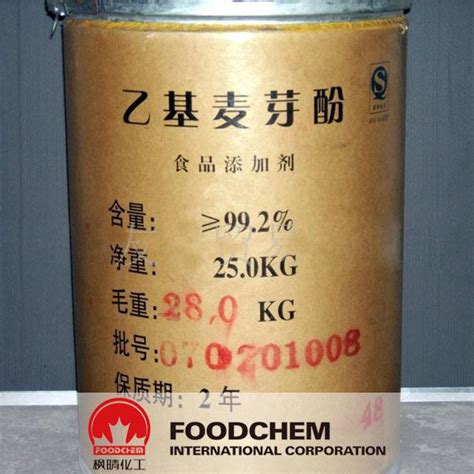 乙基麦芽酚
食品添加剂
含量: ≥99.2%
净重: 25.0KG
毛重: 28.0 KG
批号: 070201008
保质期: 2年
48
FOODCHEM
枫晴化工
FOODCHEM
INTERNATIONAL CORPORATION